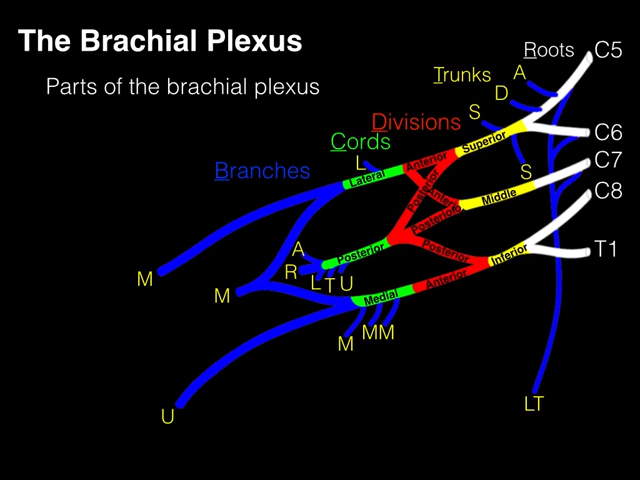 The Brachial Plexus
Parts of the brachial plexus
Roots
C5
Trunks
A
D
S
Divisions
C6
Superior
Cords
Anterior
C7
L
Lateral
S
Branches
Posterior
Anterior
Middle
C8
Posterior
A
Posterior
Posterior
Inferior
T1
M
R
L T U
Anterior
M
Medial
M
MM
U
LT